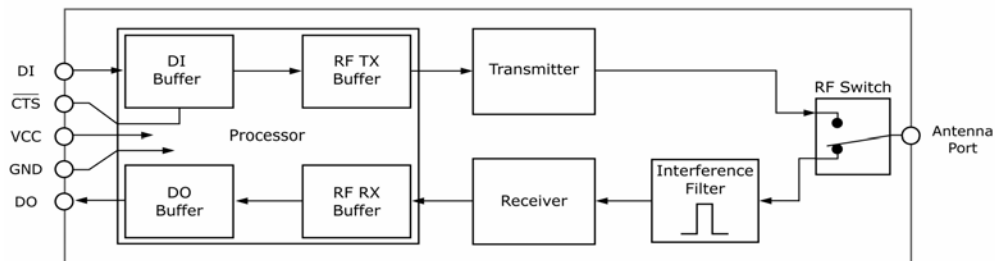 DI
CTS
VCC
GND
DO
DI
Buffer
RF TX
Buffer
Processor
DO
Buffer
RF RX
Buffer
Transmitter
Receiver
Interference
Filter
RF Switch
Antenna
Port